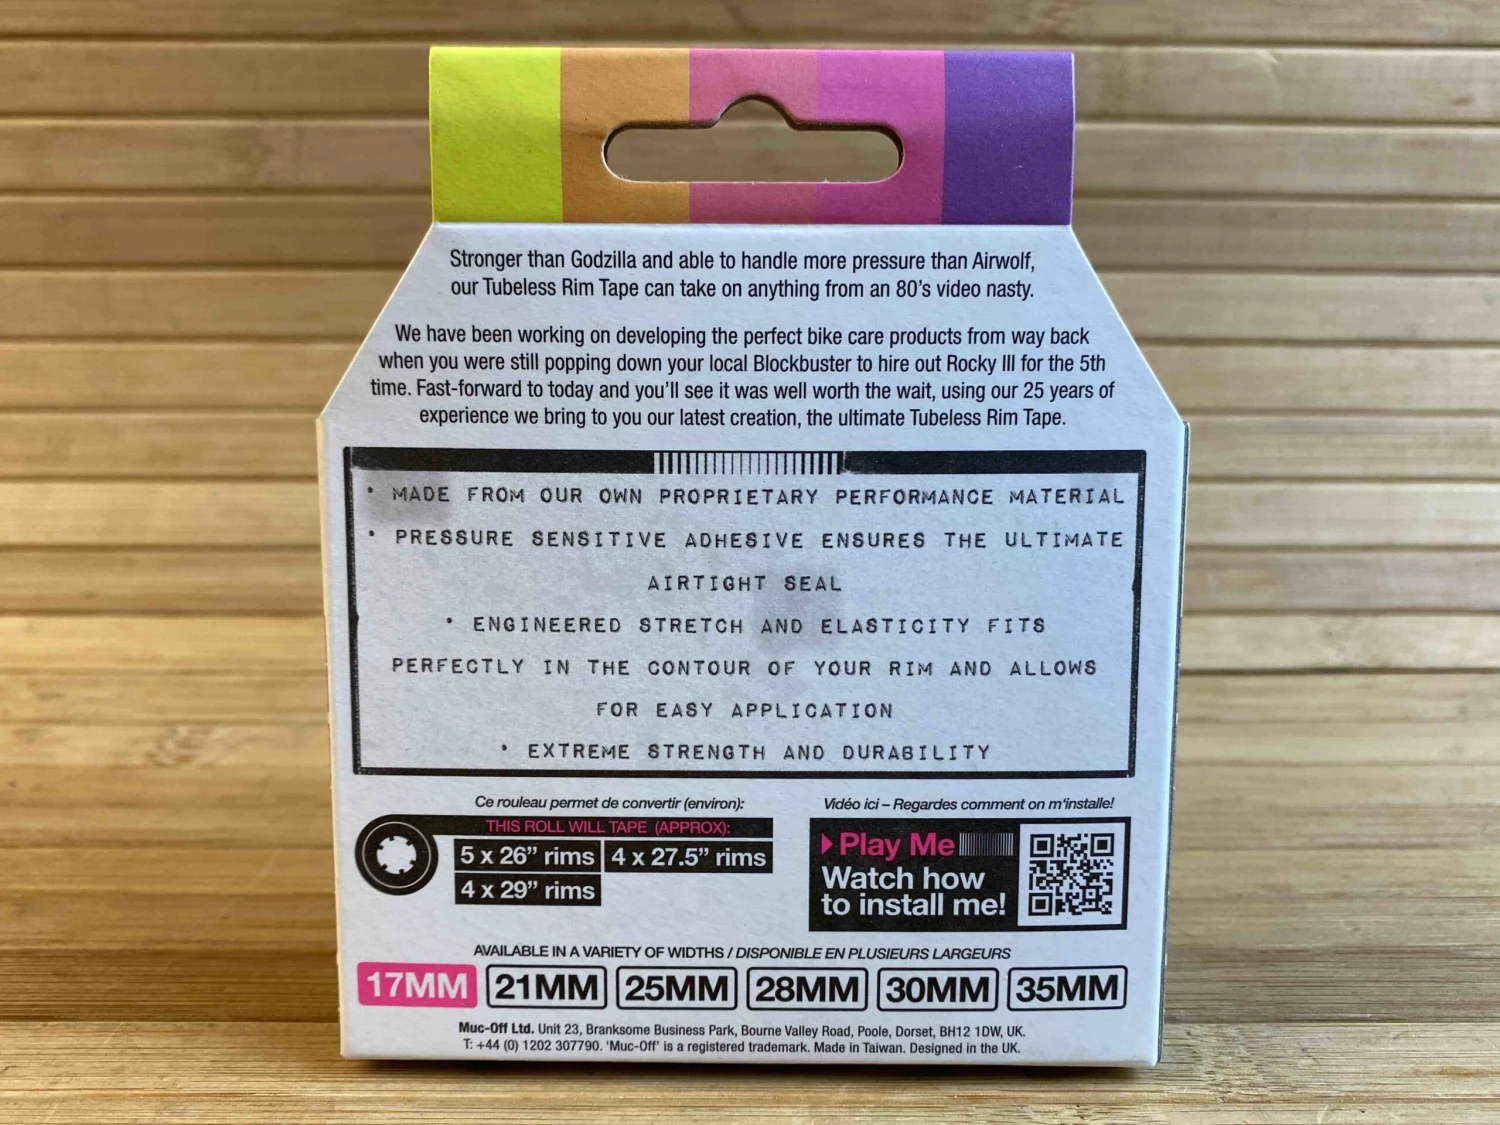 Stronger than Godzilla and able to handle more pressure than Airwolf,
our Tubeless Rim Tape can take on anything from an 80's video nasty.
We have been working on developing the perfect bike care products from way back
when you were still popping down your local Blockbuster to hire out Rocky III for the 5th
time. Fast-forward to today and you'll see it was well worth the wait, using our 25 years of
experience we bring to you our latest creation, the ultimate Tubeless Rim Tape.
• MADE FROM OUR OWN PROPRIETARY PERFORMANCE MATERIAL
• PRESSURE SENSITIVE ADHESIVE ENSURES THE ULTIMATE
AIRTIGHT SEAL
• ENGINEERED STRETCH AND ELASTICITY FITS
PERFECTLY IN THE CONTOUR OF YOUR RIM AND ALLOWS
FOR EASY APPLICATION
• EXTREME STRENGTH AND DURABILITY
Ce rouleau permet de convertir (environ):
THIS ROLL WILL TAPE (APPROX):
5 x 26" rims 4 x 27.5" rims
4 x 29" rims
Vidéo ici – Regardes comment on m'installe!
Play Me
Watch how
to install me!
AVAILABLE IN A VARIETY OF WIDTHS / DISPONIBLE EN PLUSIEURS LARGEURS
17MM 21MM 25MM 28MM 30MM 35MM
Muc-Off Ltd. Unit 23, Branksome Business Park, Bourne Valley Road, Poole, Dorset, BH12 1DW, UK.
T: +44 (0) 1202 307790. 'Muc-Off' is a registered trademark. Made in Taiwan. Designed in the UK.